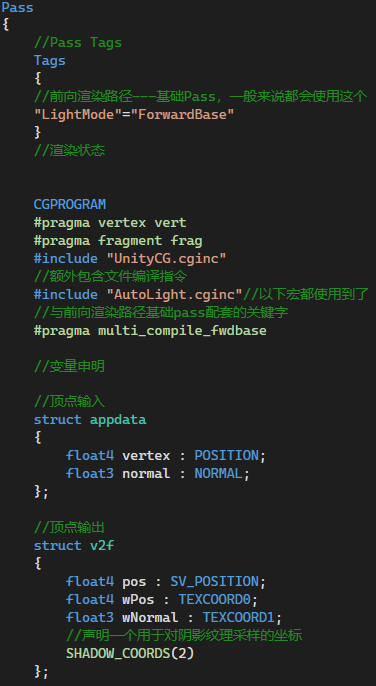 Pass
{
//Pass Tags
Tags
{
//前向渲染路径---基础Pass, 一般来说都会使用这个
"LightMode"="ForwardBase"
}
//渲染状态
CGPROGRAM
#pragma vertex vert
#pragma fragment frag
#include "UnityCG.cginc"
//额外包含文件编译指令
#include "AutoLight.cginc"//以下宏都使用到了
//与前向渲染路径基础pass配套的关键字
#pragma multi_compile_fwdbase
//变量申明
//顶点输入
struct appdata
{
float4 vertex : POSITION;
float3 normal : NORMAL;
};
//顶点输出
struct v2f
{
float4 pos : SV_POSITION;
float4 wPos : TEXCOORD0;
float3 wNormal : TEXCOORD1;
//声明一个用于对阴影纹理采样的坐标
SHADOW_COORDS(2)
};